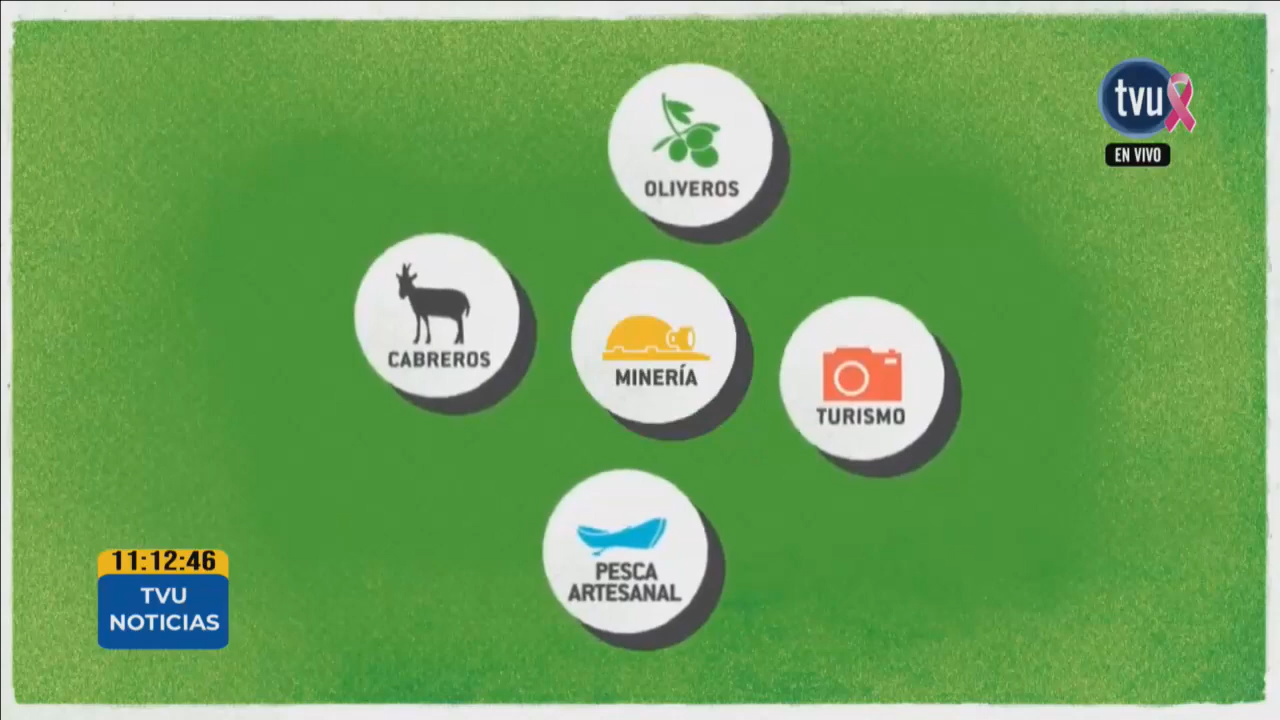 tvu
EN VIVO
OLIVEROS
CABREROS
MINERÍA
TURISMO
PESCA
ARTESANAL
11:12:46
TVU
NOTICIAS